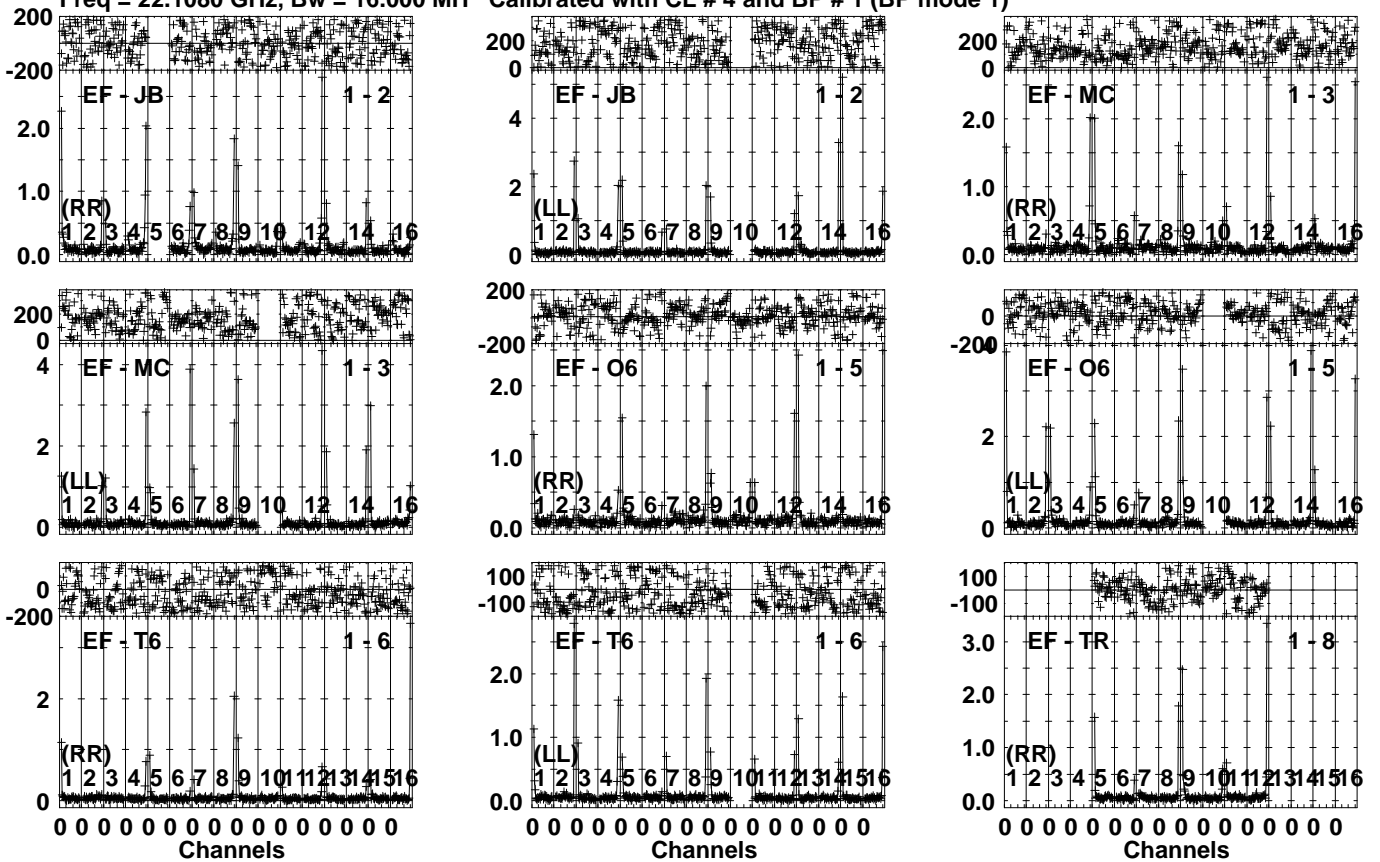 Freq = 22.1080 GHz, Bw = 16.000 MH Calibrated with CL # 4 and BP # 1 (BP mode 1)
200
-200
EF - JB 1 - 2
2.0
1.0
(RR)
1 2 3 4 5 6 7 8 9 10 12 14 16
0.0
200
0
EF - JB 1 - 2
4
2
(LL)
1 2 3 4 5 6 7 8 9 10 12 14 16
0
200
0
EF - MC 1 - 3
2.0
1.0
(RR)
1 2 3 4 5 6 7 8 9 10 12 14 16
0.0
200
0
EF - MC 1 - 3
4
2
(LL)
1 2 3 4 5 6 7 8 9 10 12 14 16
0
200
-200
EF - O6 1 - 5
2.0
1.0
(RR)
1 2 3 4 5 6 7 8 9 10 12 14 16
0.0
0
-200
4
EF - O6 1 - 5
2
(LL)
1 2 3 4 5 6 7 8 9 10 12 14 16
0
0
-200
EF - T6 1 - 6
2
(RR)
1 2 3 4 5 6 7 8 9 10 11 12 13 14 15 16
0
0 0 0 0 0 0 0 0 0 0 0 0 0 0 0 0
Channels
100
-100
EF - T6 1 - 6
2.0
1.0
(LL)
1 2 3 4 5 6 7 8 9 10 11 12 13 14 15 16
0.0
0 0 0 0 0 0 0 0 0 0 0 0 0 0 0 0
Channels
100
-100
EF - TR 1 - 8
3.0
2.0
1.0
(RR)
1 2 3 4 5 6 7 8 9 10 11 12 13 14 15 16
0.0
0 0 0 0 0 0 0 0 0 0 0 0 0 0 0 0
Channels